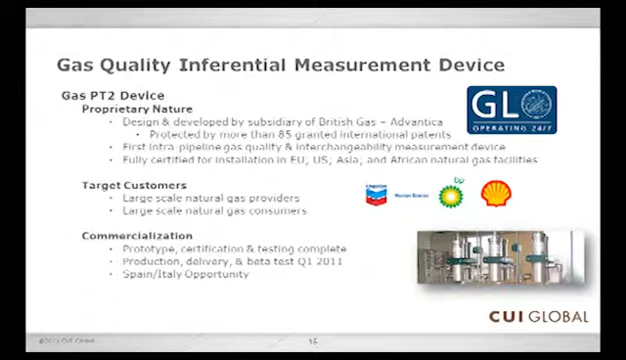 Gas Quality Inferential Measurement Device
Gas PT2 Device
Proprietary Nature
Design & developed by subsidiary of British Gas – Advantica
Protected by more than 85 granted international patents
First intra-pipeline gas quality & interchangeability measurement device
Fully certified for installation in EU; US; Asia; and African natural gas facilities
GL
OPERATING 24/7
Target Customers
Large scale natural gas providers
Large scale natural gas consumers
Chevron
Human Energy
bp
Commercialization
Prototype, certification & testing complete
Production, delivery, & beta test Q1 2011
Spain/Italy Opportunity
CUI GLOBAL
©2011 CUI Global
16